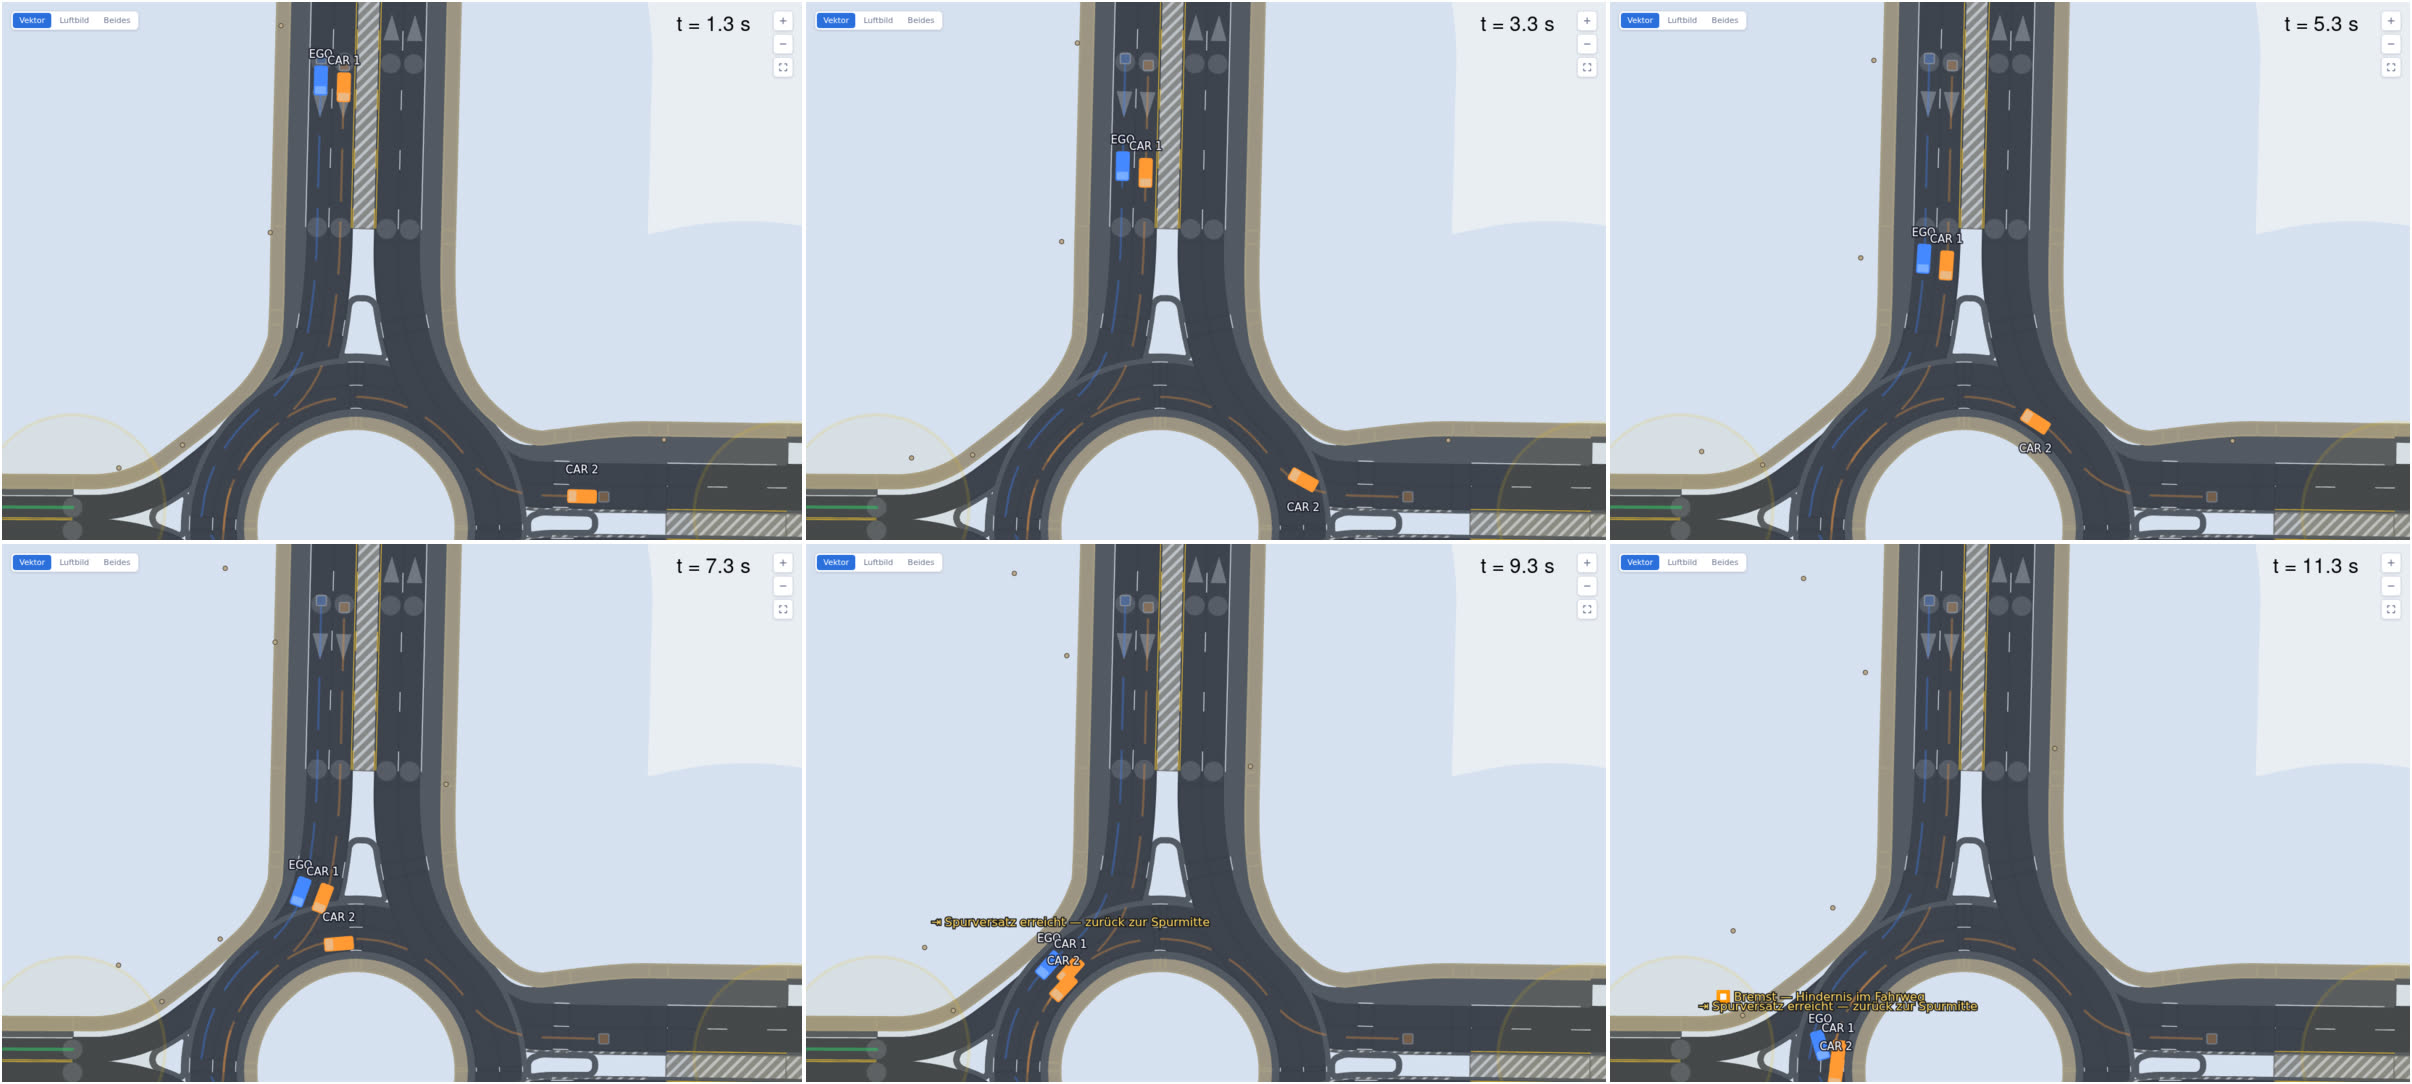 Vektor Luftbild Beides t = 1.3 s +
−
EGO
CAR 1
CAR 2
Vektor Luftbild Beides t = 3.3 s +
−
EGO
CAR 1
CAR 2
Vektor Luftbild Beides t = 5.3 s +
−
EGO
CAR 1
CAR 2
Vektor Luftbild Beides t = 7.3 s +
−
EGO
CAR 1
CAR 2
Vektor Luftbild Beides t = 9.3 s +
−
⇥ Spurversatz erreicht — zurück zur Spurmitte
EGO
CAR 1
CAR 2
Vektor Luftbild Beides t = 11.3 s +
−
Bremst — Hindernis im Fahrweg
⇥ Spurversatz erreicht — zurück zur Spurmitte
EGO
CAR 1
CAR 2